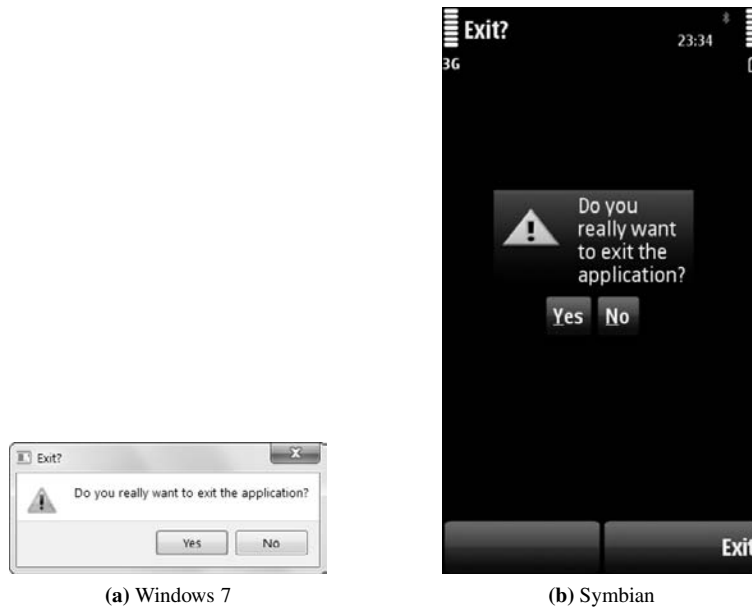 Exit?
Do you really want to exit the application?
Yes No
(a) Windows 7
Exit?
23:34
3G
Do you
really want
to exit the
application?
Yes No
Exit
(b) Symbian